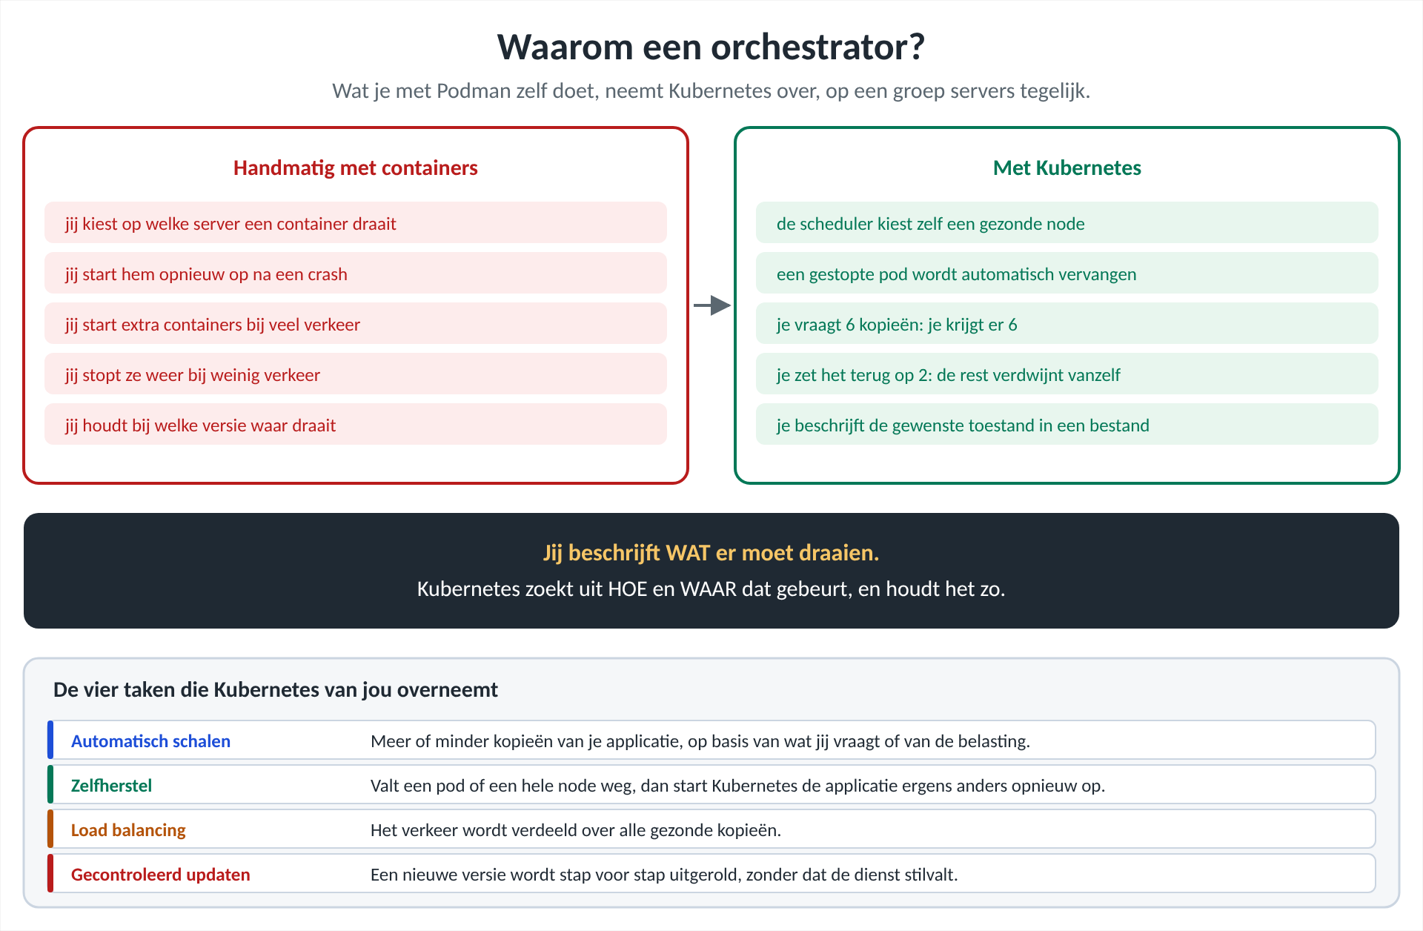 Waarom een orchestrator?
Wat je met Podman zelf doet, neemt Kubernetes over, op een groep servers tegelijk.
Handmatig met containers
jij kiest op welke server een container draait
jij start hem opnieuw op na een crash
jij start extra containers bij veel verkeer
jij stopt ze weer bij weinig verkeer
jij houdt bij welke versie waar draait
Met Kubernetes
de scheduler kiest zelf een gezonde node
een gestopte pod wordt automatisch vervangen
je vraagt 6 kopieën: je krijgt er 6
je zet het terug op 2: de rest verdwijnt vanzelf
je beschrijft de gewenste toestand in een bestand
Jij beschrijft WAT er moet draaien.
Kubernetes zoekt uit HOE en WAAR dat gebeurt, en houdt het zo.
De vier taken die Kubernetes van jou overneemt
Automatisch schalen Meer of minder kopieën van je applicatie, op basis van wat jij vraagt of van de belasting.
Zelfherstel Valt een pod of een hele node weg, dan start Kubernetes de applicatie ergens anders opnieuw op.
Load balancing Het verkeer wordt verdeeld over alle gezonde kopieën.
Gecontroleerd updaten Een nieuwe versie wordt stap voor stap uitgerold, zonder dat de dienst stilvalt.